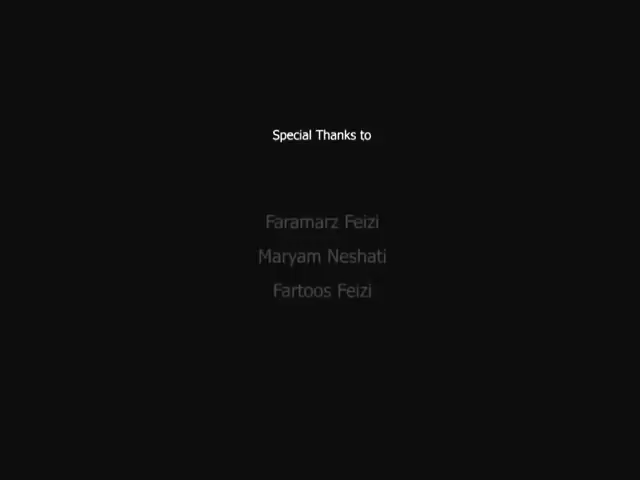 Special Thanks to
Faramarz Feizi
Maryam Neshati
Fartoos Feizi